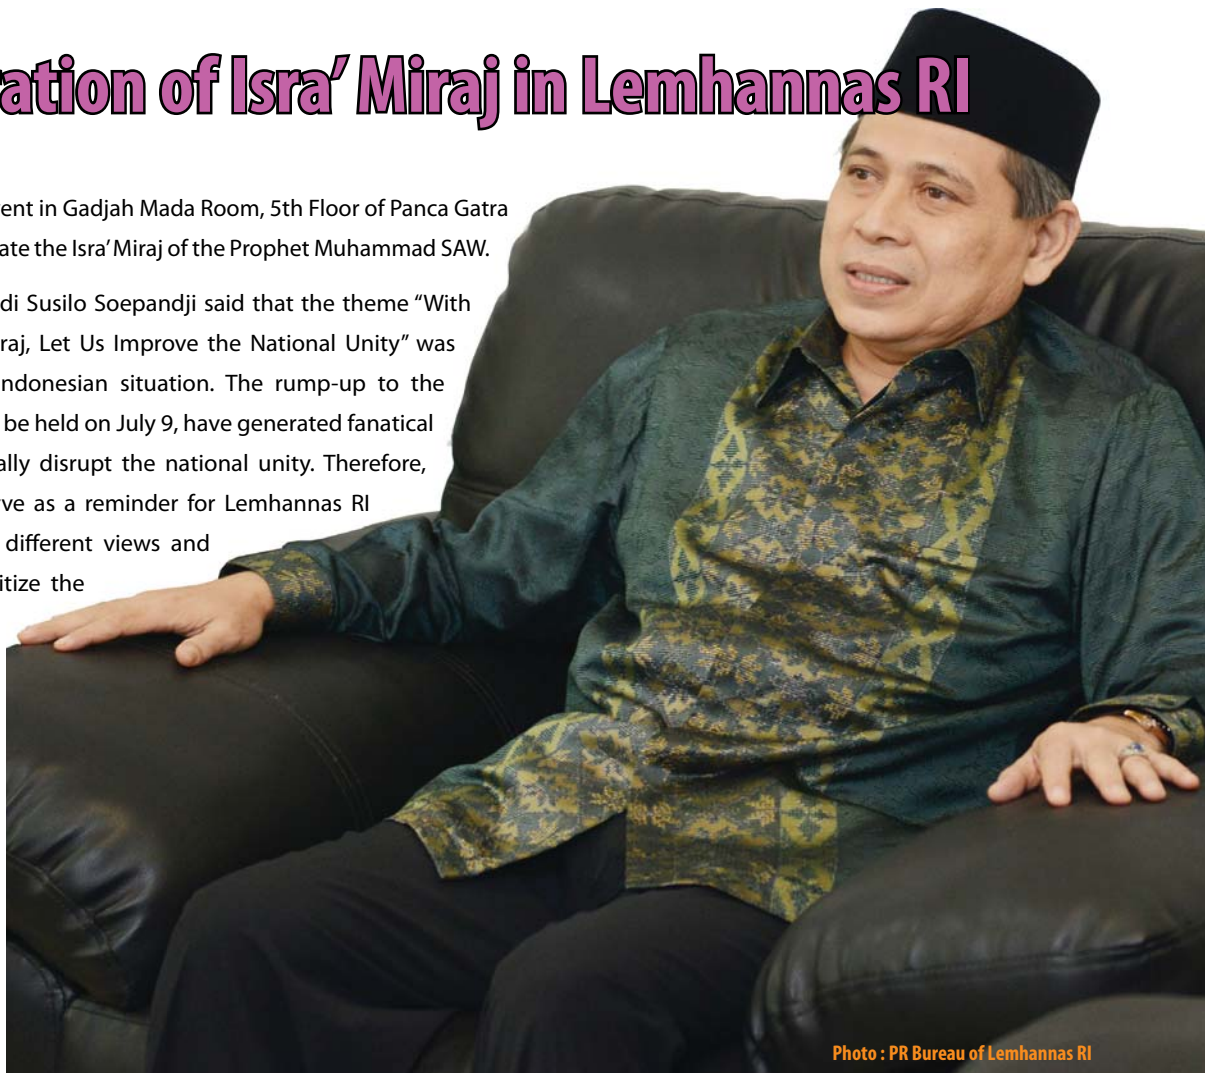 ation of Isra’ Miraj in Lemhannas RI
ent in Gadjah Mada Room, 5th Floor of Panca Gatra
ate the Isra’ Miraj of the Prophet Muhammad SAW.
di Susilo Soepandji said that the theme “With
raj, Let Us Improve the National Unity” was
ndonesian situation. The rump-up to the
be held on July 9, have generated fanatical
ally disrupt the national unity. Therefore,
ve as a reminder for Lemhannas RI
different views and
itize the
Photo : PR Bureau of Lemhannas RI